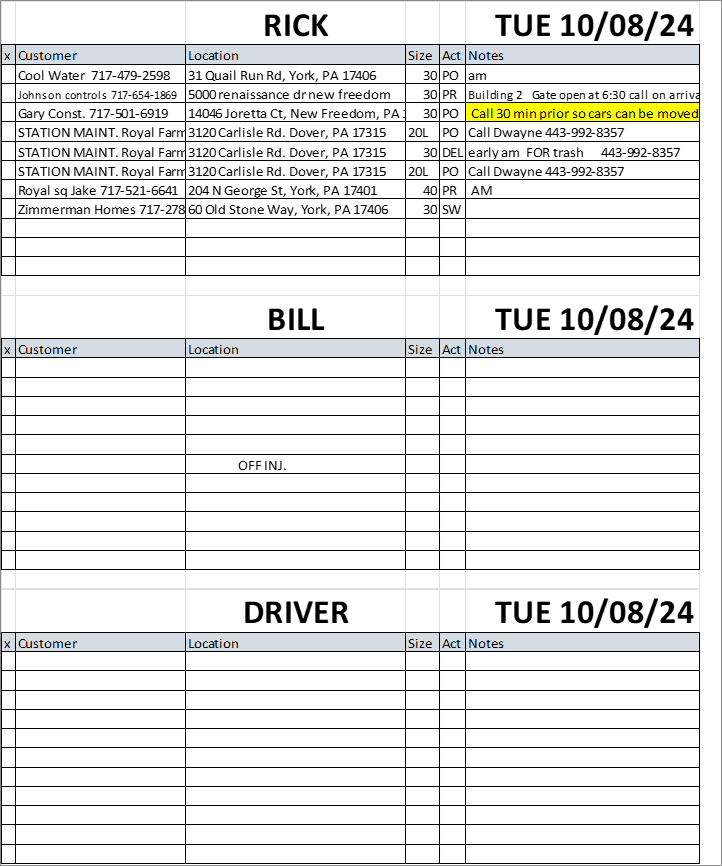 RICK TUE 10/08/24
x Customer Location Size Act Notes
Cool Water 717-479-2598 31 Quail Run Rd, York, PA 17406 30 PO am
Johnson controls 717-654-1869 5000 renaissance dr new freedom 30 PR Building 2 Gate open at 6:30 call on arriva
Gary Const. 717-501-6919 14046 Joretta Ct, New Freedom, PA 30 PO Call 30 min prior so cars can be moved
STATION MAINT. Royal Farm 3120 Carlisle Rd. Dover, PA 17315 20L PO Call Dwayne 443-992-8357
STATION MAINT. Royal Farm 3120 Carlisle Rd. Dover, PA 17315 30 DEL early am FOR trash 443-992-8357
STATION MAINT. Royal Farm 3120 Carlisle Rd. Dover, PA 17315 20L PO Call Dwayne 443-992-8357
Royal sq Jake 717-521-6641 204 N George St, York, PA 17401 40 PR AM
Zimmerman Homes 717-278 60 Old Stone Way, York, PA 17406 30 SW
BILL TUE 10/08/24
x Customer Location Size Act Notes
OFF INJ.
DRIVER TUE 10/08/24
x Customer Location Size Act Notes